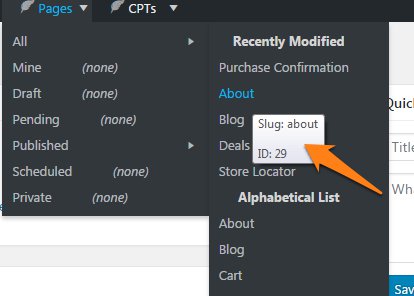 Pages ▼ CPTs ▼
All
Mine (none)
Draft (none)
Pending (none)
Published
Scheduled (none)
Private (none)
Recently Modified
Purchase Confirmation
About
Blog
Slug: about
ID: 29
Deals
Store Locator
Alphabetical List
About
Blog
Cart
Quic
Title
Wh
Sav